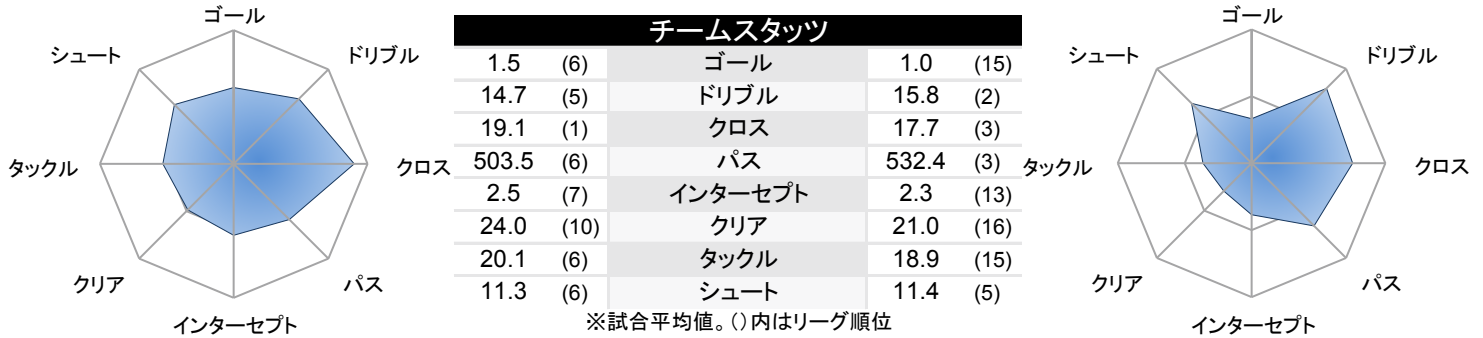 ゴール
シュート
ドリブル
タックル
クロス
クリア
パス
インターセプト
チームスタッツ
1.5 (6) ゴール 1.0 (15)
14.7 (5) ドリブル 15.8 (2)
19.1 (1) クロス 17.7 (3)
503.5 (6) パス 532.4 (3)
2.5 (7) インターセプト 2.3 (13)
24.0 (10) クリア 21.0 (16)
20.1 (6) タックル 18.9 (15)
11.3 (6) シュート 11.4 (5)
※試合平均値。()内はリーグ順位
ゴール
シュート
ドリブル
タックル
クロス
クリア
パス
インターセプト